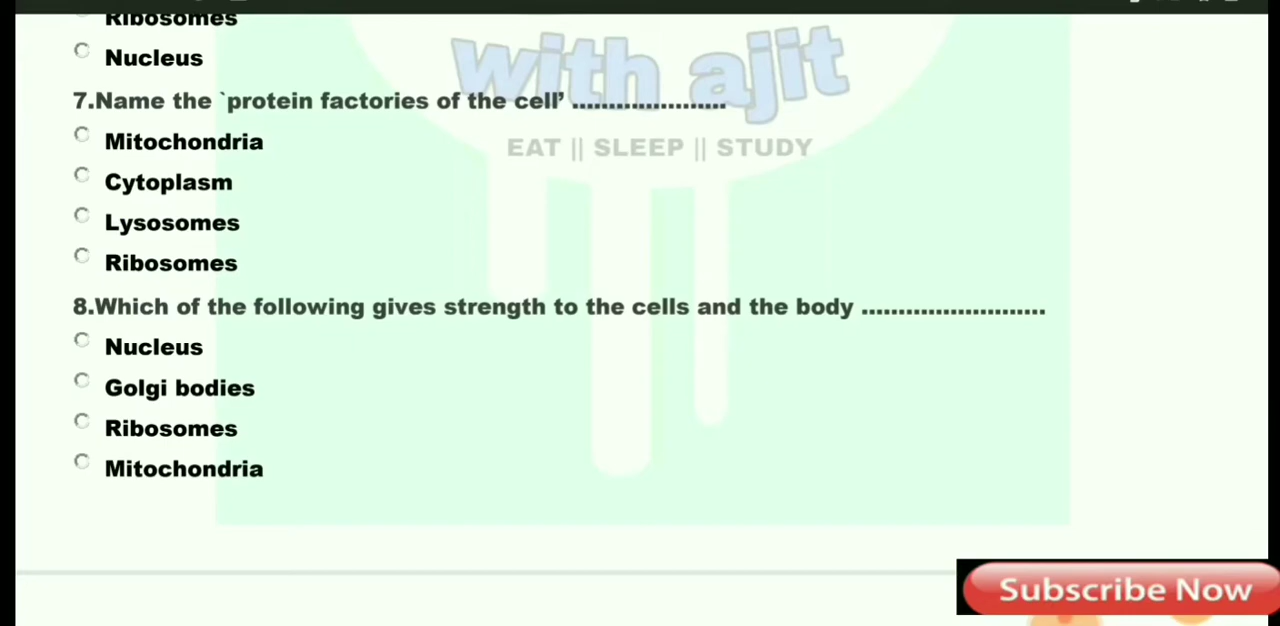 Ribosomes
Nucleus
with ajit
7.Name the `protein factories of the cell’ .....................
EAT || SLEEP || STUDY
Mitochondria
Cytoplasm
Lysosomes
Ribosomes
8.Which of the following gives strength to the cells and the body .........................
Nucleus
Golgi bodies
Ribosomes
Mitochondria
Subscribe Now